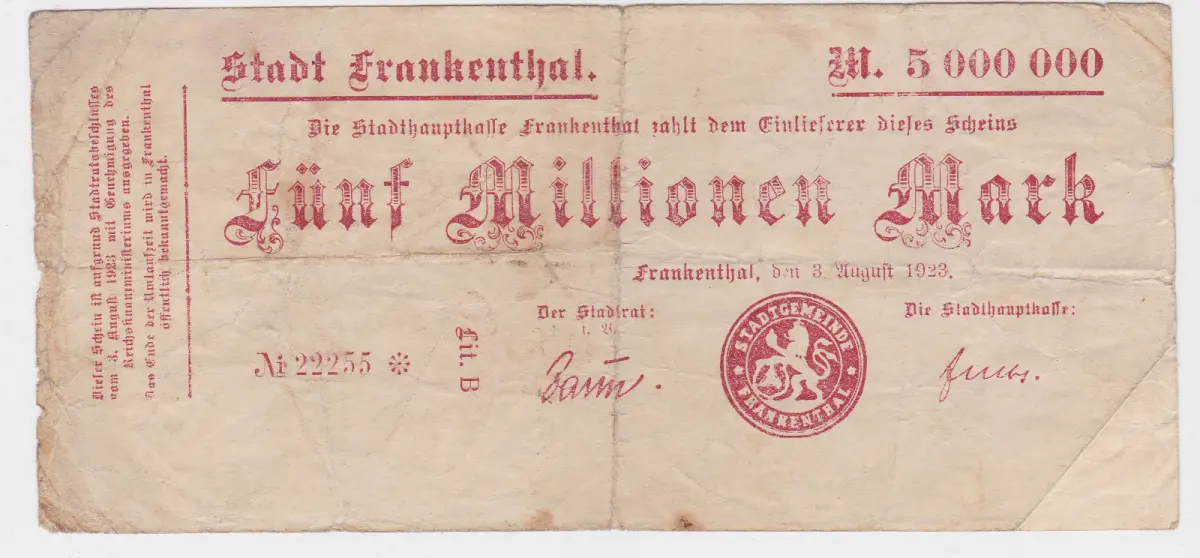 Stadt Frankenthal.
M. 5 000 000
Die Stadthauptkasse Frankenthal zahlt dem Einlieferer dieses Scheins
Fünf Millionen Mark
Frankenthal, den 3. August 1923.
Der Stadtrat:
Die Stadthauptkasse:
I. V.
№ 22255 *
Lit. B
STADTGEMEINDE
* FRANKENTHAL *
Dieser Schein ist aufgrund Stadtratsbeschlusses
vom 3. August 1923 mit Genehmigung des
Reichsfinanzministeriums ausgegeben.
Das Ende der Umlaufzeit wird in Frankenthal
öffentlich bekanntgemacht.